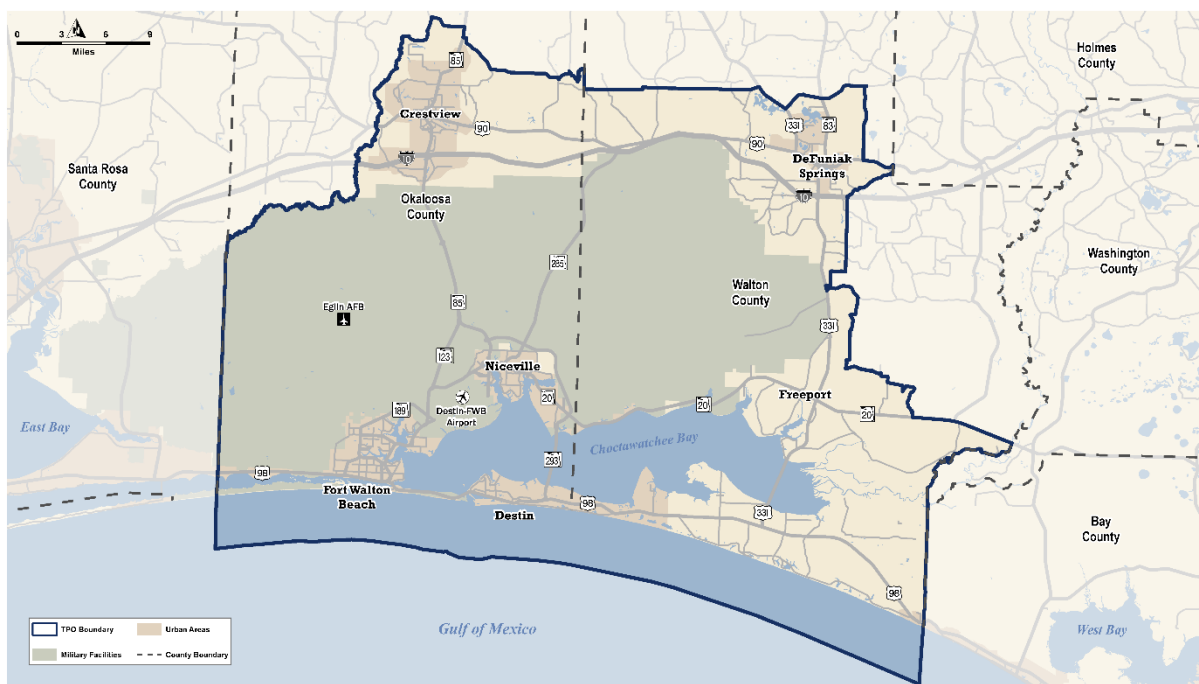 N
0 3 6 9
Miles
Holmes
County
85
Crestview
90
331
83
90
10
DeFuniak
Springs
10
Santa Rosa
County
Okaloosa
County
Washington
County
285
Walton
County
Eglin AFB
85
331
123
Niceville
20
Destin-FWB
Airport
189
20
Freeport
20
East Bay
Choctawatchee Bay
293
98
Fort Walton
Beach
Destin
98
331
Bay
County
98
Gulf of Mexico
West Bay
TPO Boundary
Urban Areas
Military Facilities
County Boundary